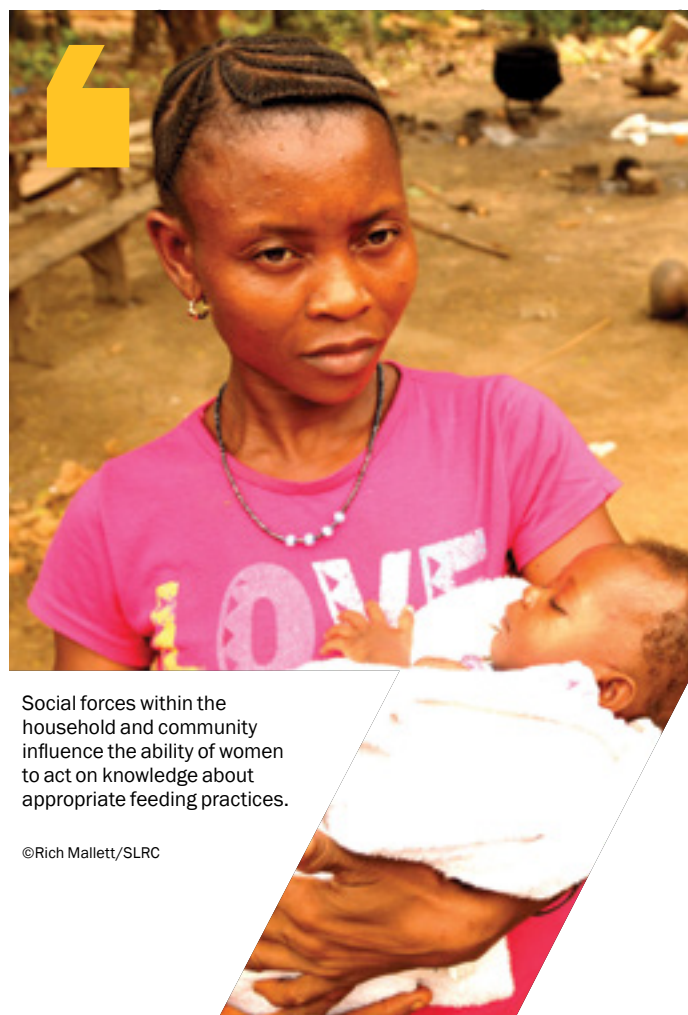 LOVE
Social forces within the
household and community
influence the ability of women
to act on knowledge about
appropriate feeding practices.
©Rich Mallett/SLRC